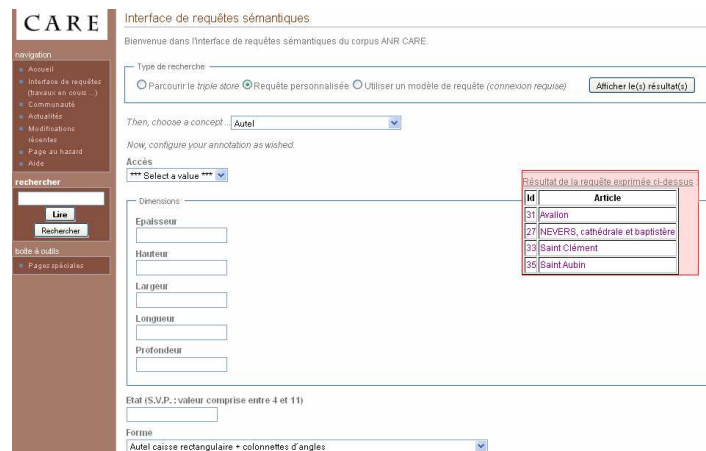 CARE
navigation
Accueil
Interface de requêtes
(travaux en cours ...)
Communauté
Actualités
Modifications
récentes
Page au hasard
Aide
rechercher
Lire
Rechercher
boîte à outils
Pages spéciales
Interface de requêtes sémantiques
Bienvenue dans l'interface de requêtes sémantiques du corpus ANR CARE.
Type de recherche
Parcourir le triple store Requête personnalisée Utiliser un modèle de requête (connexion requise) Afficher le(s) résultat(s)
Then, choose a concept... Autel
Now, configure your annotation as wished.
Accès
*** Select a value ***
Dimensions
Epaisseur
Hauteur
Largeur
Longueur
Profondeur
Etat (S.V.P. : valeur comprise entre 4 et 11)
Forme
Autel caisse rectangulaire + colonnettes d'angles
Résultat de la requête exprimée ci-dessus :
Id Article
31 Avallon
27 NEVERS, cathédrale et baptistère
33 Saint Clément
35 Saint Aubin